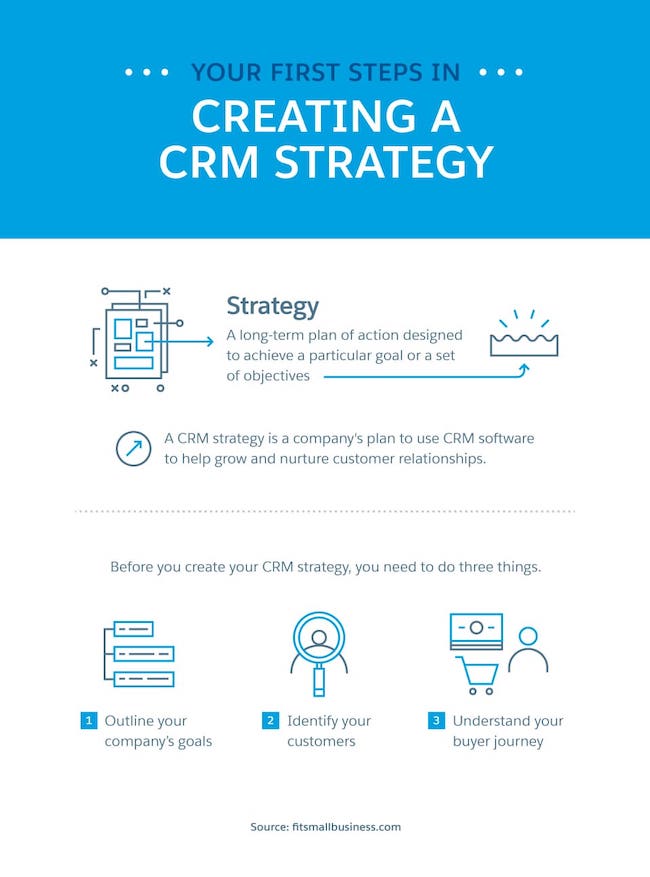 YOUR FIRST STEPS IN
CREATING A
CRM STRATEGY
Strategy
A long-term plan of action designed
to achieve a particular goal or a set
of objectives
A CRM strategy is a company's plan to use CRM software
to help grow and nurture customer relationships.
Before you create your CRM strategy, you need to do three things.
1 Outline your
company's goals
2 Identify your
customers
3 Understand your
buyer journey
Source: fitsmallbusiness.com